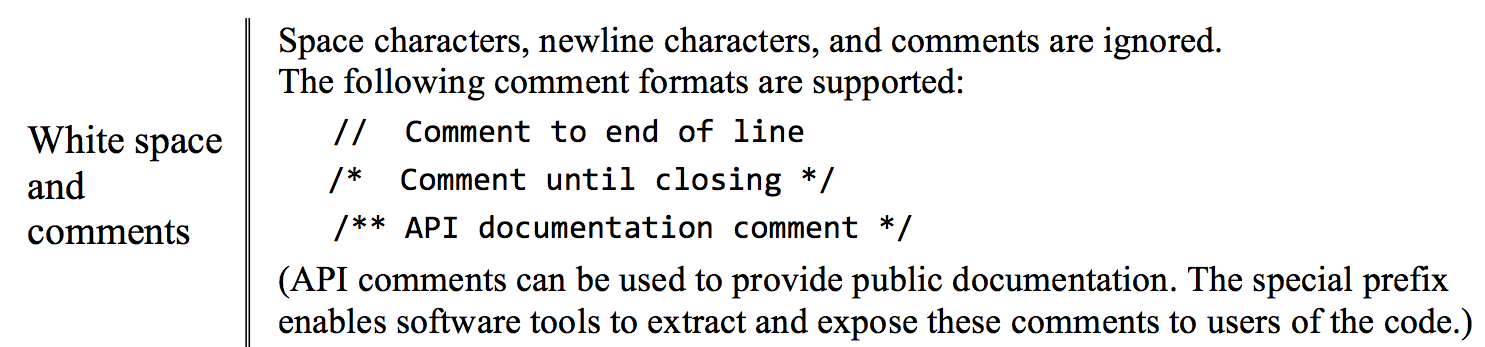 White space
and
comments
Space characters, newline characters, and comments are ignored.
The following comment formats are supported:
//  Comment to end of line
/*  Comment until closing */
/** API documentation comment */
(API comments can be used to provide public documentation. The special prefix
enables software tools to extract and expose these comments to users of the code.)